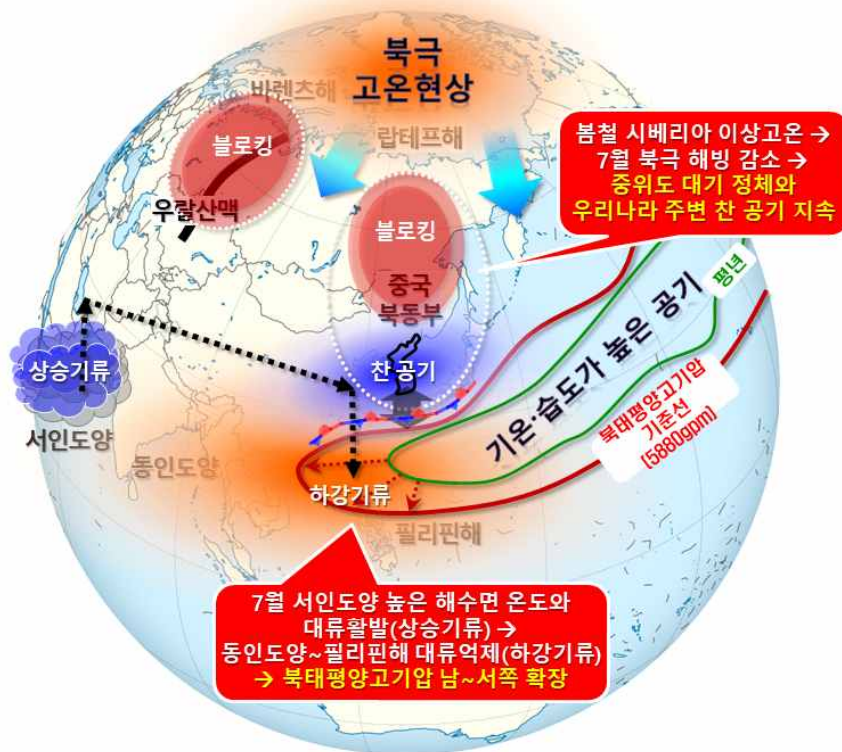 북극
고온현상
바렌츠해
랍테프해
블로킹
우랄산맥
블로킹
중국
북동부
찬 공기
봄철 시베리아 이상고온 →
7월 북극 해빙 감소 →
중위도 대기 정체와
우리나라 주변 찬 공기 지속
평년
기온·습도가 높은 공기
북태평양고기압
기준선
(5880gpm)
상승기류
서인도양
동인도양
하강기류
필리핀해
7월 서인도양 높은 해수면 온도와
대류활발(상승기류) →
동인도양~필리핀해 대류억제(하강기류)
→ 북태평양고기압 남~서쪽 확장